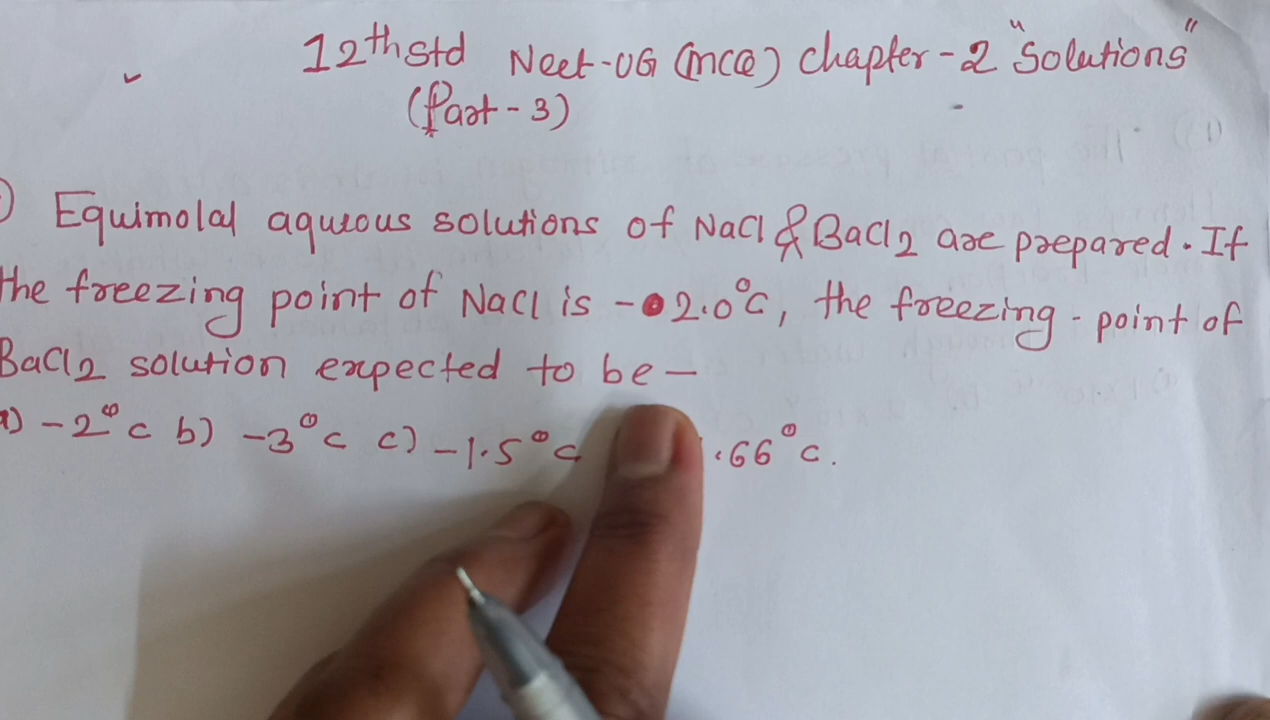 12th std Neet-UG (MCQ) Chapter-2 "Solutions"
(Part-3)
) Equimolal aqueous solutions of NaCl & BaCl2 are prepared. If
the freezing point of NaCl is -2.0°C, the freezing-point of
BaCl2 solution expected to be-
a) -2°C b) -3°C c) -1.5°C .66°C.